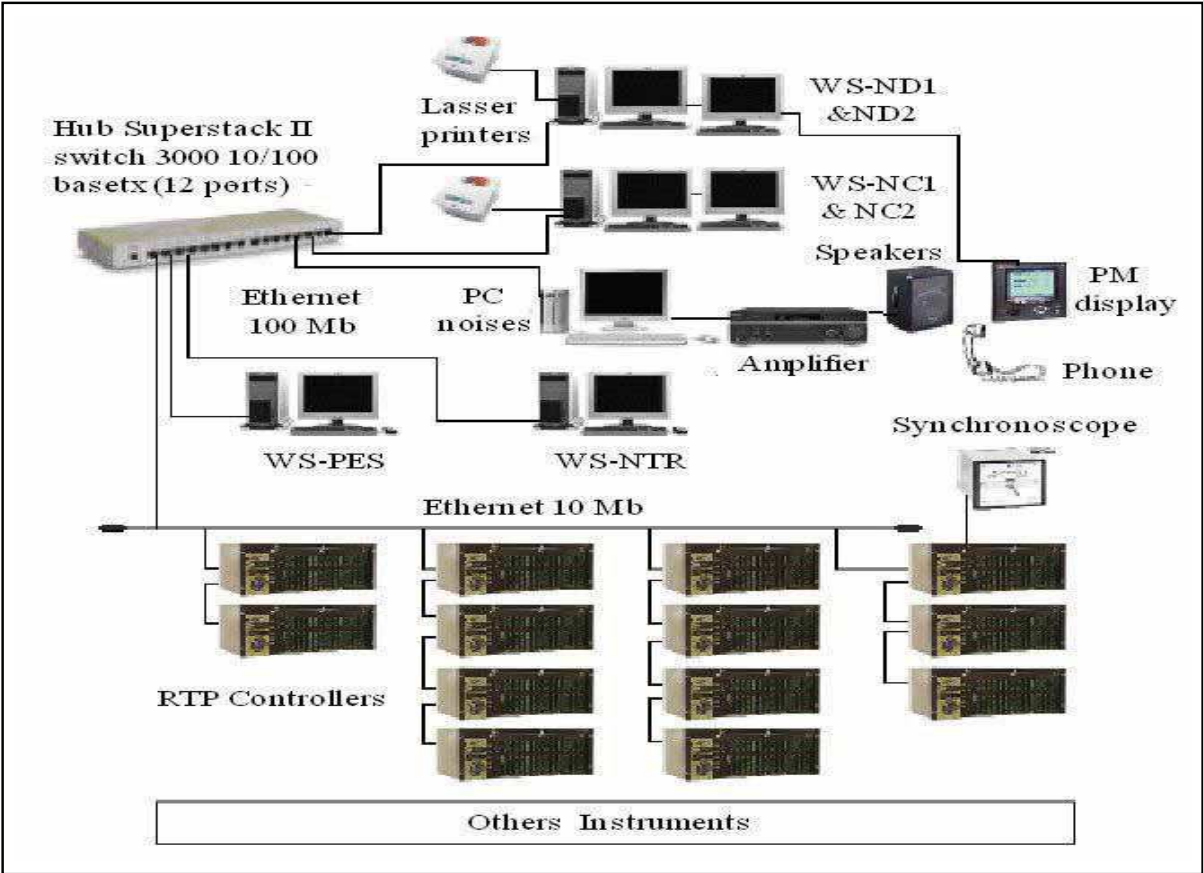 Hub Superstack II
switch 3000 10/100
basetx (12 ports)
Lasser
printers
WS-ND1
&ND2
WS-NC1
& NC2
Speakers
PM
display
Ethernet
100 Mb
PC
noises
Amplifier
Phone
WS-PES
WS-NTR
Synchronoscope
Ethernet 10 Mb
RTP Controllers
Others Instruments